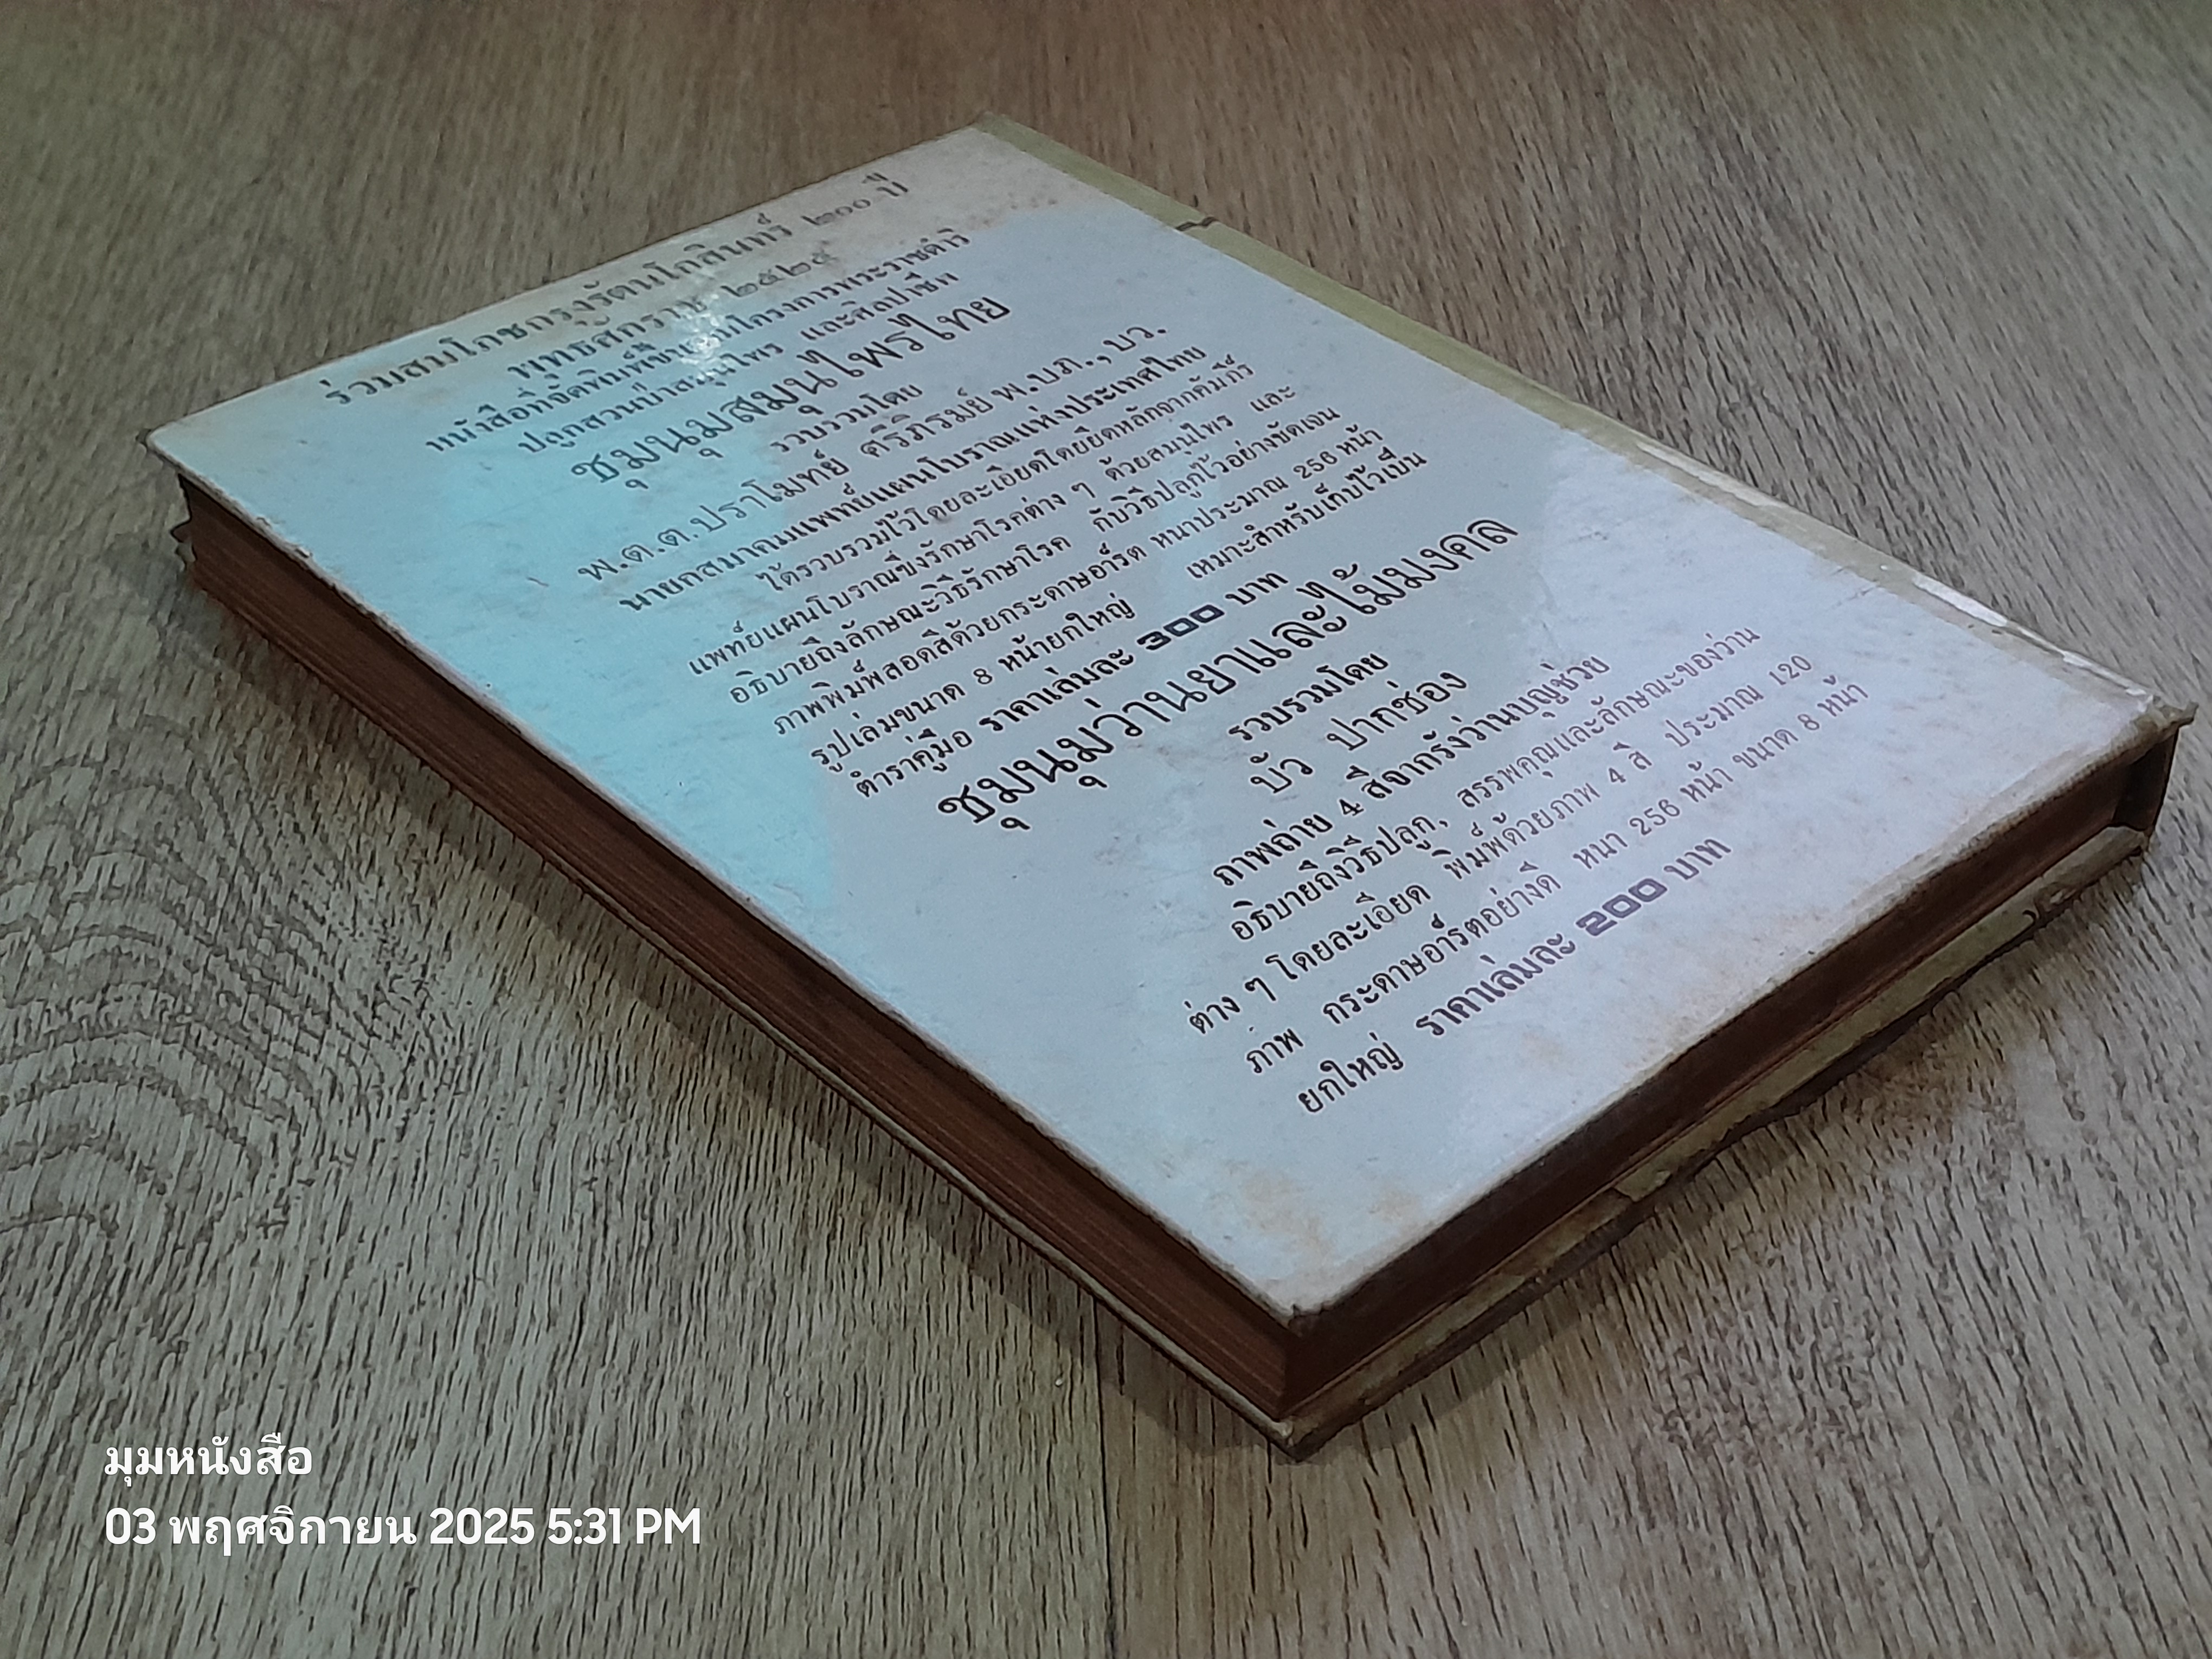 ร่วมสมโภชกรุงรัตนโกสินทร์ ๒๐๐ ปี
พุทธศักราช ๒๕๒๕
หนังสือที่จัดพิมพ์ขึ้นในโครงการพระราชดำริ
ปลูกสวนป่าสมุนไพร และศิลปาชีพ
ชุมนุมสมุนไพรไทย
รวบรวมโดย
พ.ต.ต.ปราโมทย์ ศรีภิรมย์ พ.บภ.,บว.
นายกสมาคมแพทย์แผนโบราณแห่งประเทศไทย
ได้รวบรวมไว้โดยละเอียดโดยยึดหลักจากคัมภีร์
แพทย์แผนโบราณซึ่งรักษาโรคต่าง ๆ ด้วยสมุนไพร และ
อธิบายถึงลักษณะวิธีรักษาโรค กับวิธีปลูกไว้อย่างชัดเจน
ภาพพิมพ์สอดสีด้วยกระดาษอาร์ต หนาประมาณ 256 หน้า
รูปเล่มขนาด 8 หน้ายกใหญ่ เหมาะสำหรับเก็บไว้เป็น
ตำราคู่มือ ราคาเล่มละ 300 บาท
ชุมนุมว่านยาและไม้มงคล
รวบรวมโดย
บัว ปากช่อง
ภาพถ่าย 4 สีจากรังว่านบุญช่วย
อธิบายถึงวิธีปลูก, สรรพคุณและลักษณะของว่าน
ต่าง ๆ โดยละเอียด พิมพ์ด้วยภาพ 4 สี ประมาณ 120
ภาพ กระดาษอาร์ตอย่างดี หนา 256 หน้า ขนาด 8 หน้า
ยกใหญ่ ราคาเล่มละ 200 บาท
มุมหนังสือ
03 พฤศจิกายน 2025 5:31 PM